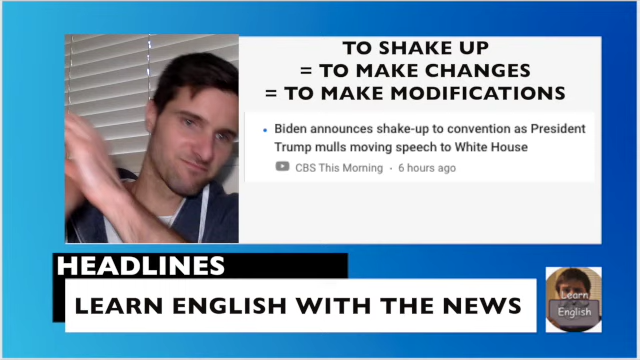 TO SHAKE UP
= TO MAKE CHANGES
= TO MAKE MODIFICATIONS
Biden announces shake-up to convention as President
Trump mulls moving speech to White House
CBS This Morning · 6 hours ago
HEADLINES
LEARN ENGLISH WITH THE NEWS
Learn
English